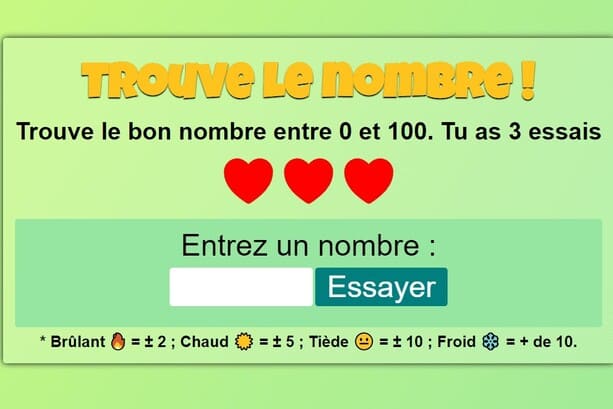 Trouve le nombre !
Trouve le bon nombre entre 0 et 100. Tu as 3 essais
Entrez un nombre :
Essayer
* Brûlant 🔥 = ± 2 ; Chaud ☀️ = ± 5 ; Tiède 😐 = ± 10 ; Froid ❄️ = + de 10.